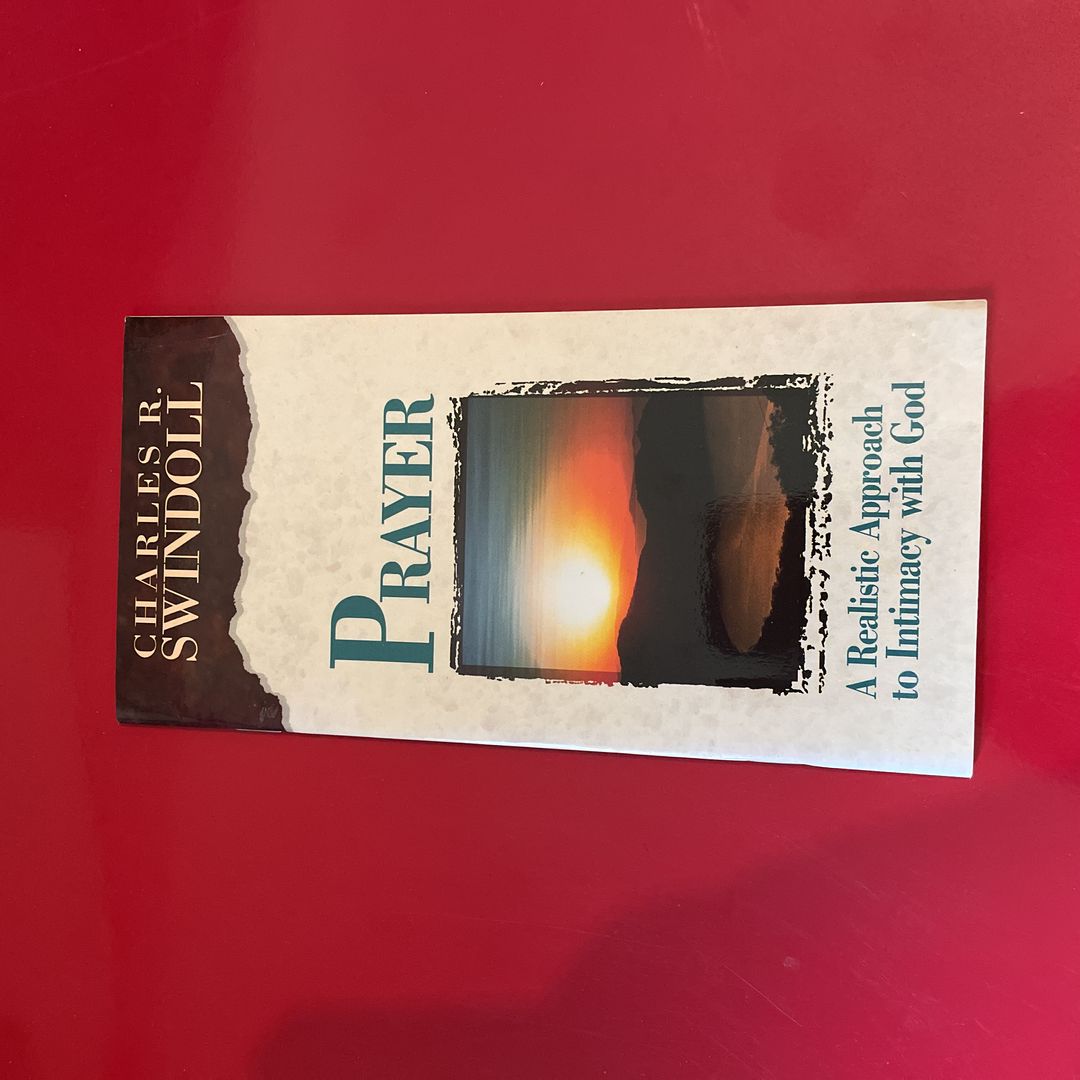 CHARLES R.
SWINDOLL
PRAYER
A Realistic Approach
to Intimacy with God